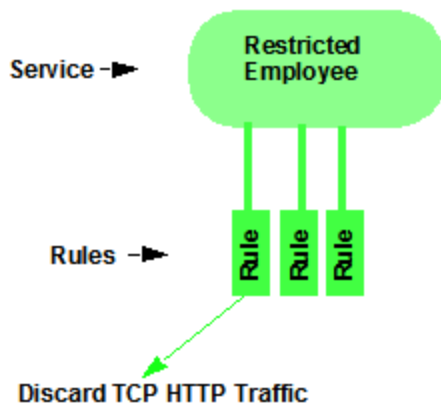 Restricted
Employee
Service
Rules
Rule
Rule
Rule
Discard TCP HTTP Traffic